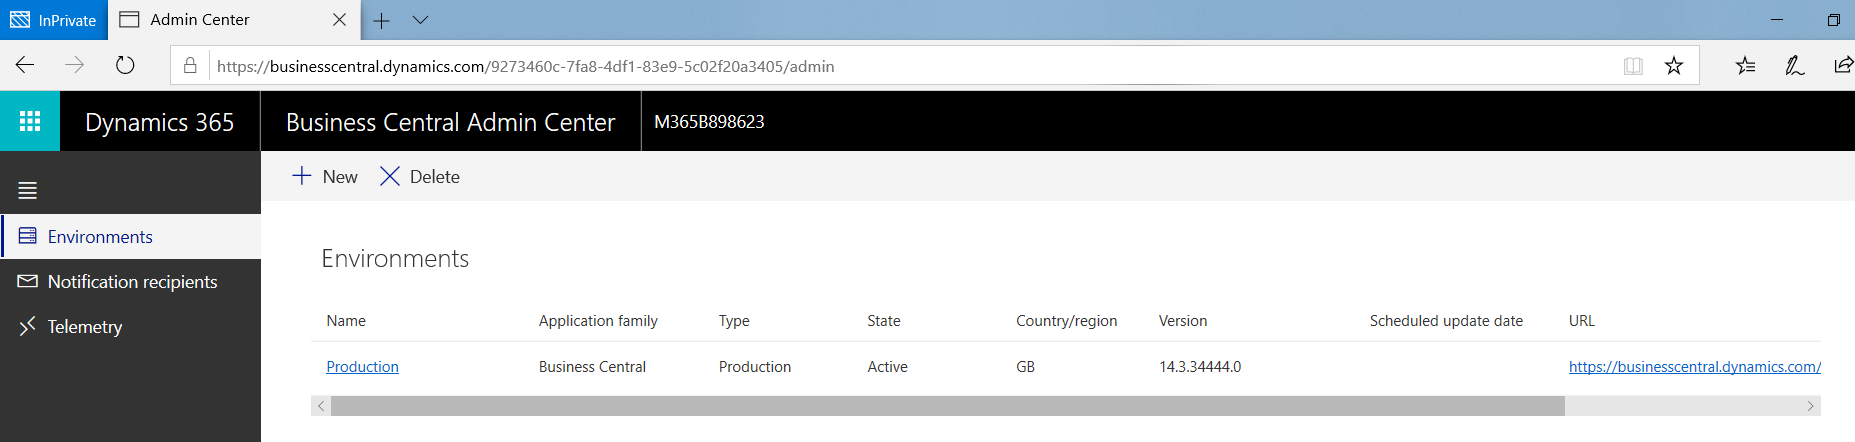 InPrivate
Admin Center
https://businesscentral.dynamics.com/9273460c-7fa8-4df1-83e9-5c02f20a3405/admin
Dynamics 365
Business Central Admin Center
M365B898623
New
Delete
Environments
Notification recipients
Telemetry
Environments
Name Application family Type State Country/region Version Scheduled update date URL
Production Business Central Production Active GB 14.3.34444.0 https://businesscentral.dynamics.com/